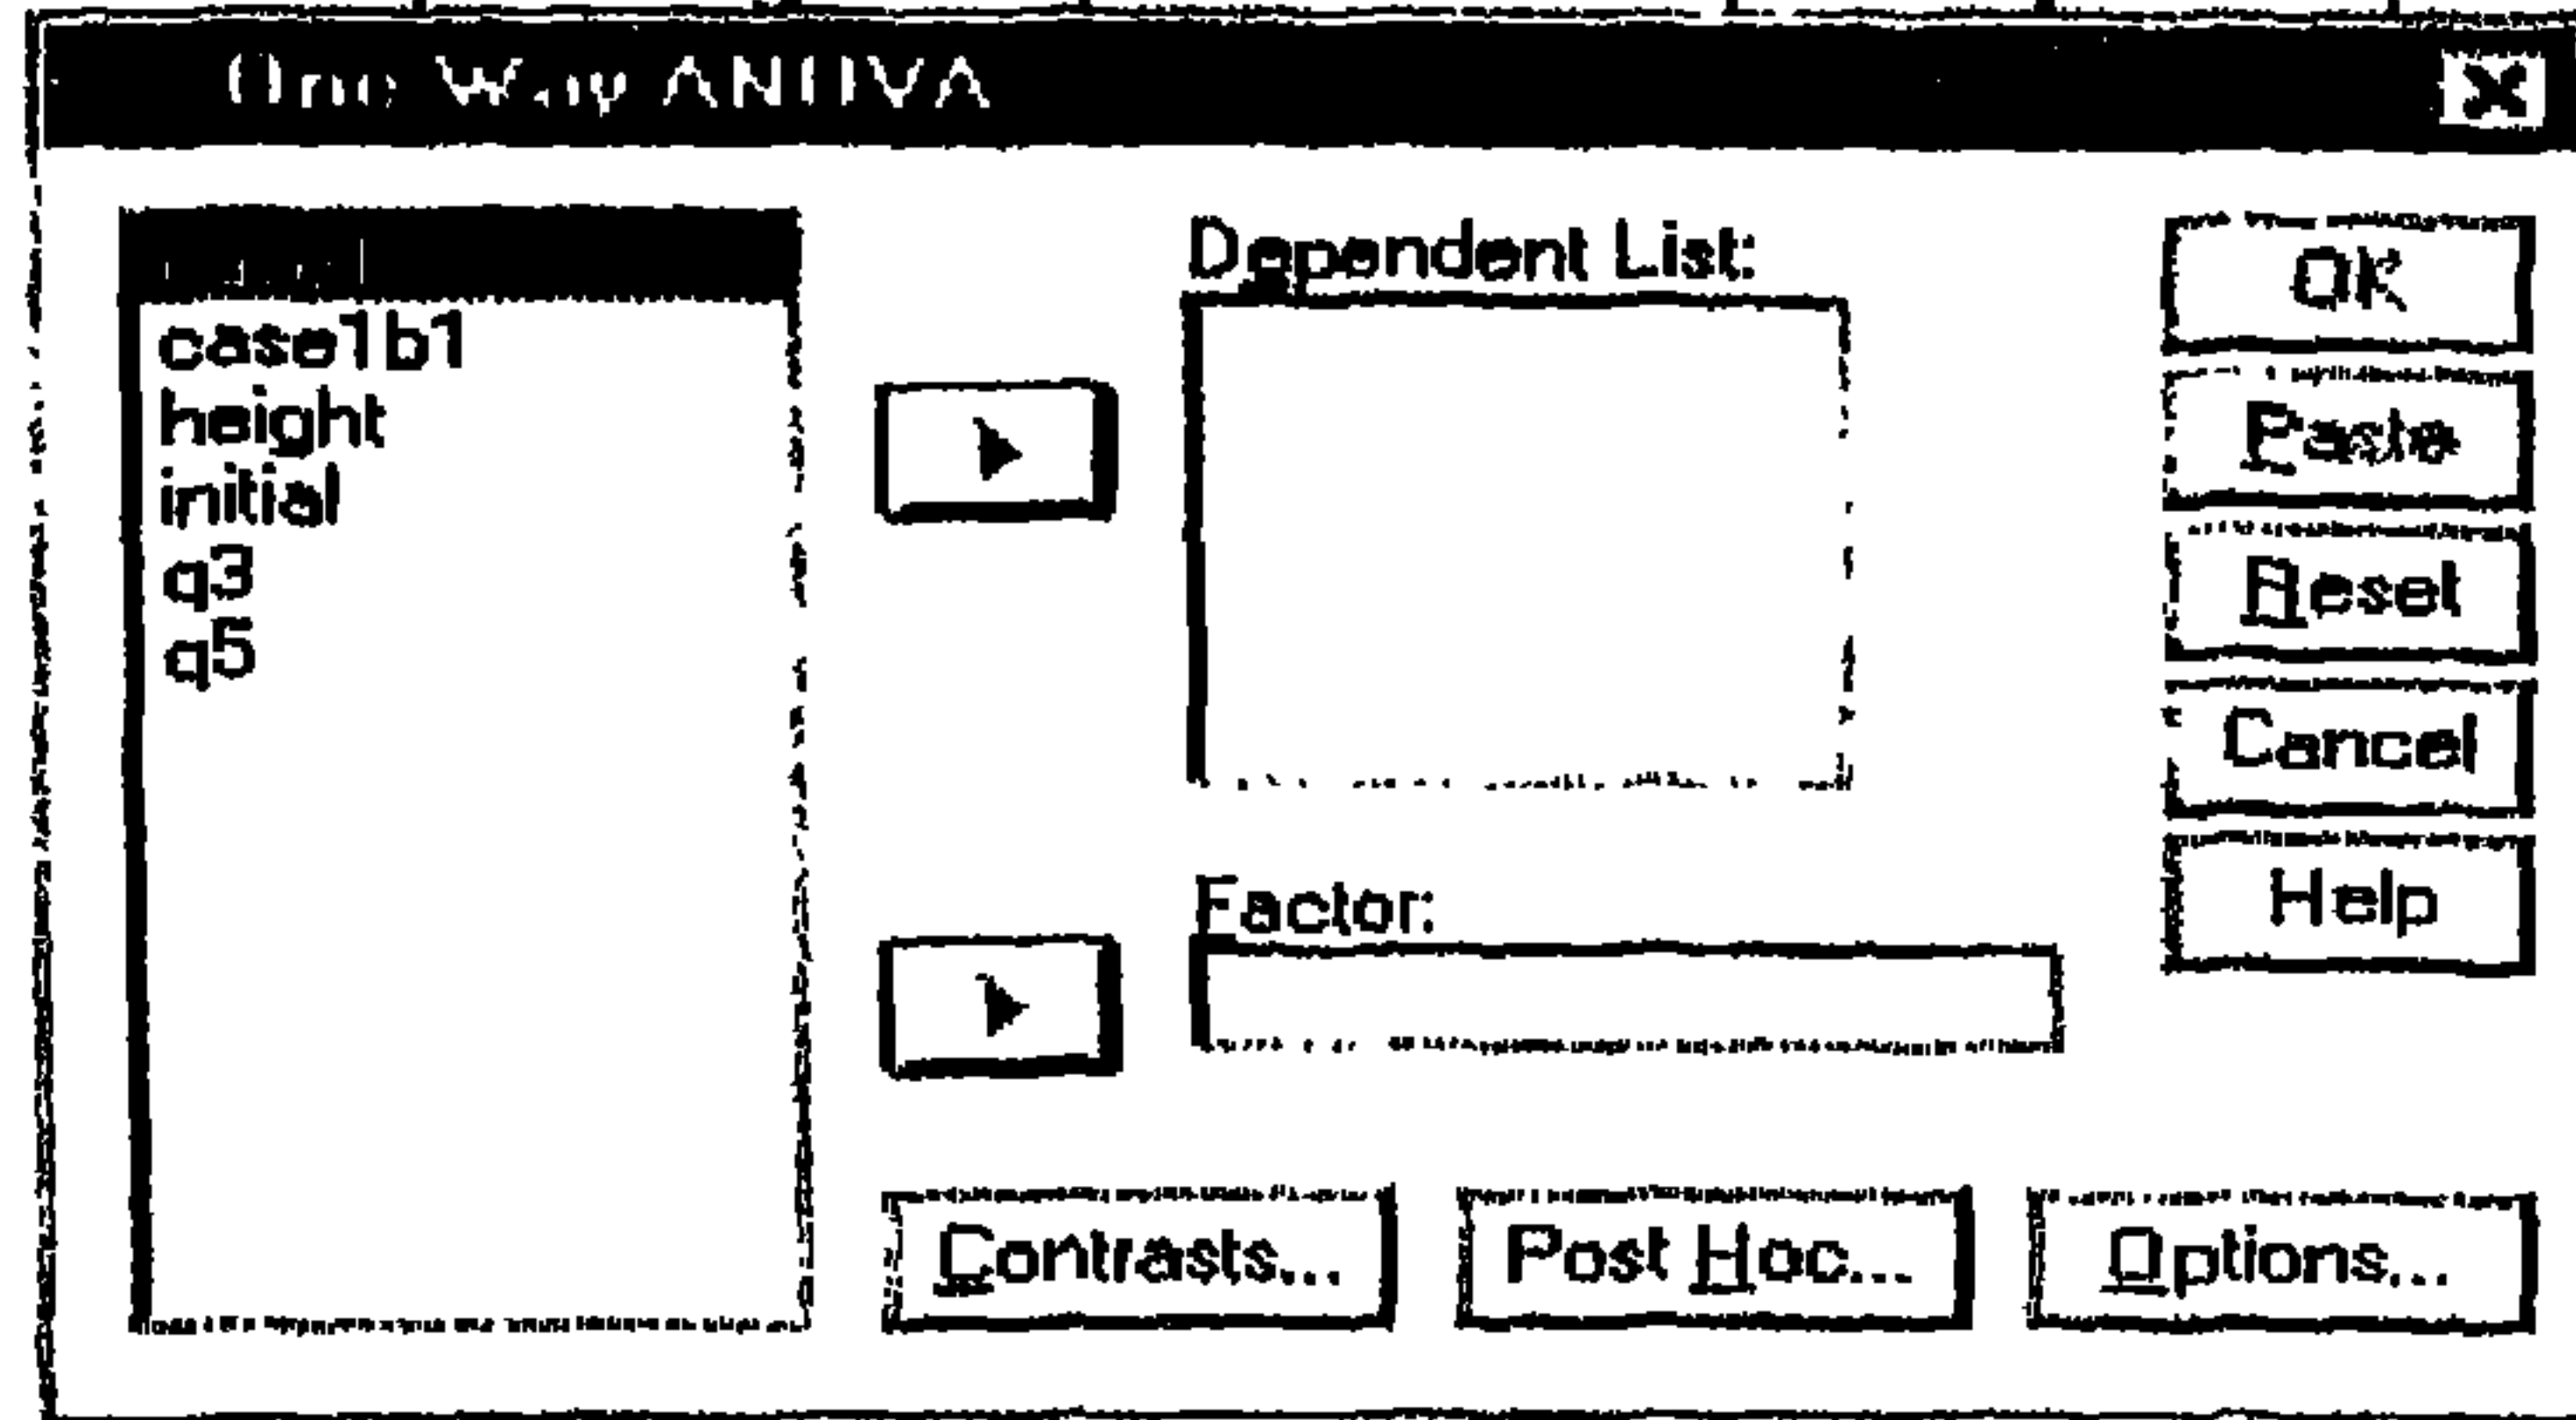 One Way ANOVA
case1b1
height
initial
q3
q5
Dependent List:
Factor:
OK
Paste
Reset
Cancel
Help
Contrasts...
Post Hoc...
Options...